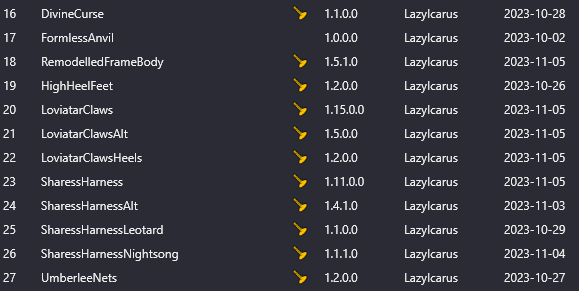 16 DivineCurse 1.1.0.0 LazyIcarus 2023-10-28
17 FormlessAnvil 1.0.0.0 LazyIcarus 2023-10-02
18 RemodelledFrameBody 1.5.1.0 LazyIcarus 2023-11-05
19 HighHeelFeet 1.2.0.0 LazyIcarus 2023-10-26
20 LoviatarClaws 1.15.0.0 LazyIcarus 2023-11-05
21 LoviatarClawsAlt 1.5.0.0 LazyIcarus 2023-11-05
22 LoviatarClawsHeels 1.2.0.0 LazyIcarus 2023-11-05
23 SharessHarness 1.11.0.0 LazyIcarus 2023-11-05
24 SharessHarnessAlt 1.4.1.0 LazyIcarus 2023-11-03
25 SharessHarnessLeotard 1.1.0.0 LazyIcarus 2023-10-29
26 SharessHarnessNightsong 1.1.1.0 LazyIcarus 2023-11-04
27 UmberleeNets 1.2.0.0 LazyIcarus 2023-10-27